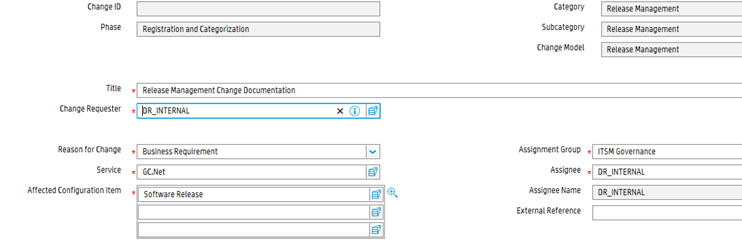 Change ID
Category Release Management
Phase Registration and Categorization
Subcategory Release Management
Change Model Release Management
Title * Release Management Change Documentation
Change Requester * DR_INTERNAL
Reason for Change * Business Requirement
Assignment Group * ITSM Governance
Service * GC.Net
Assignee * DR_INTERNAL
Affected Configuration Item * Software Release
Assignee Name DR_INTERNAL
External Reference